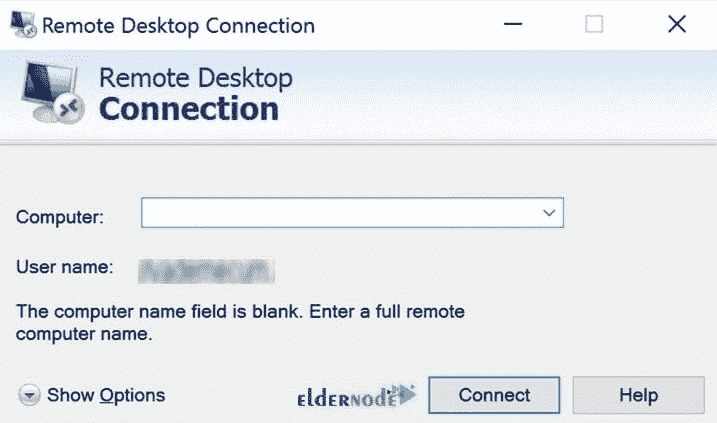 Remote Desktop Connection
Remote Desktop
Connection
Computer:
User name:
The computer name field is blank. Enter a full remote
computer name.
Show Options
ELDERNODE
Connect
Help